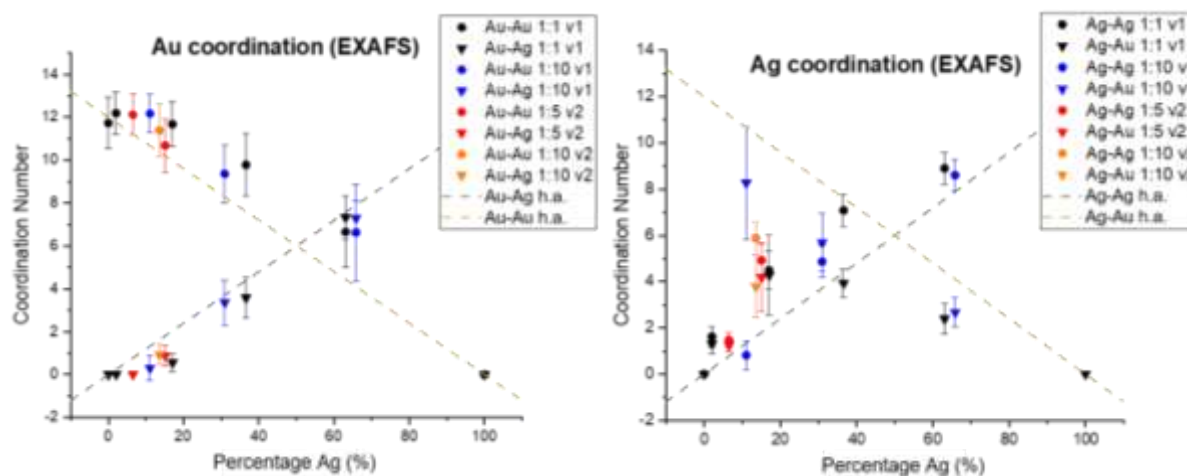 Au coordination (EXAFS)
Au-Au 1:1 v1
Au-Ag 1:1 v1
Au-Au 1:10 v1
Au-Ag 1:10 v1
Au-Au 1:5 v2
Au-Ag 1:5 v2
Au-Au 1:10 v2
Au-Ag 1:10 v2
Au-Ag h.a.
Au-Au h.a.
Coordination Number
14
12
10
8
6
4
2
0
-2
0 20 40 60 80 100
Percentage Ag (%)
Ag coordination (EXAFS)
Ag-Ag 1:1 v1
Ag-Au 1:1 v1
Ag-Ag 1:10 v
Ag-Au 1:10 v
Ag-Ag 1:5 v2
Ag-Au 1:5 v2
Ag-Ag 1:10 v
Ag-Au 1:10 v
Ag-Ag h.a.
Ag-Au h.a.
Coordination Number
14
12
10
8
6
4
2
0
-2
0 20 40 60 80 100
Percentage Ag (%)